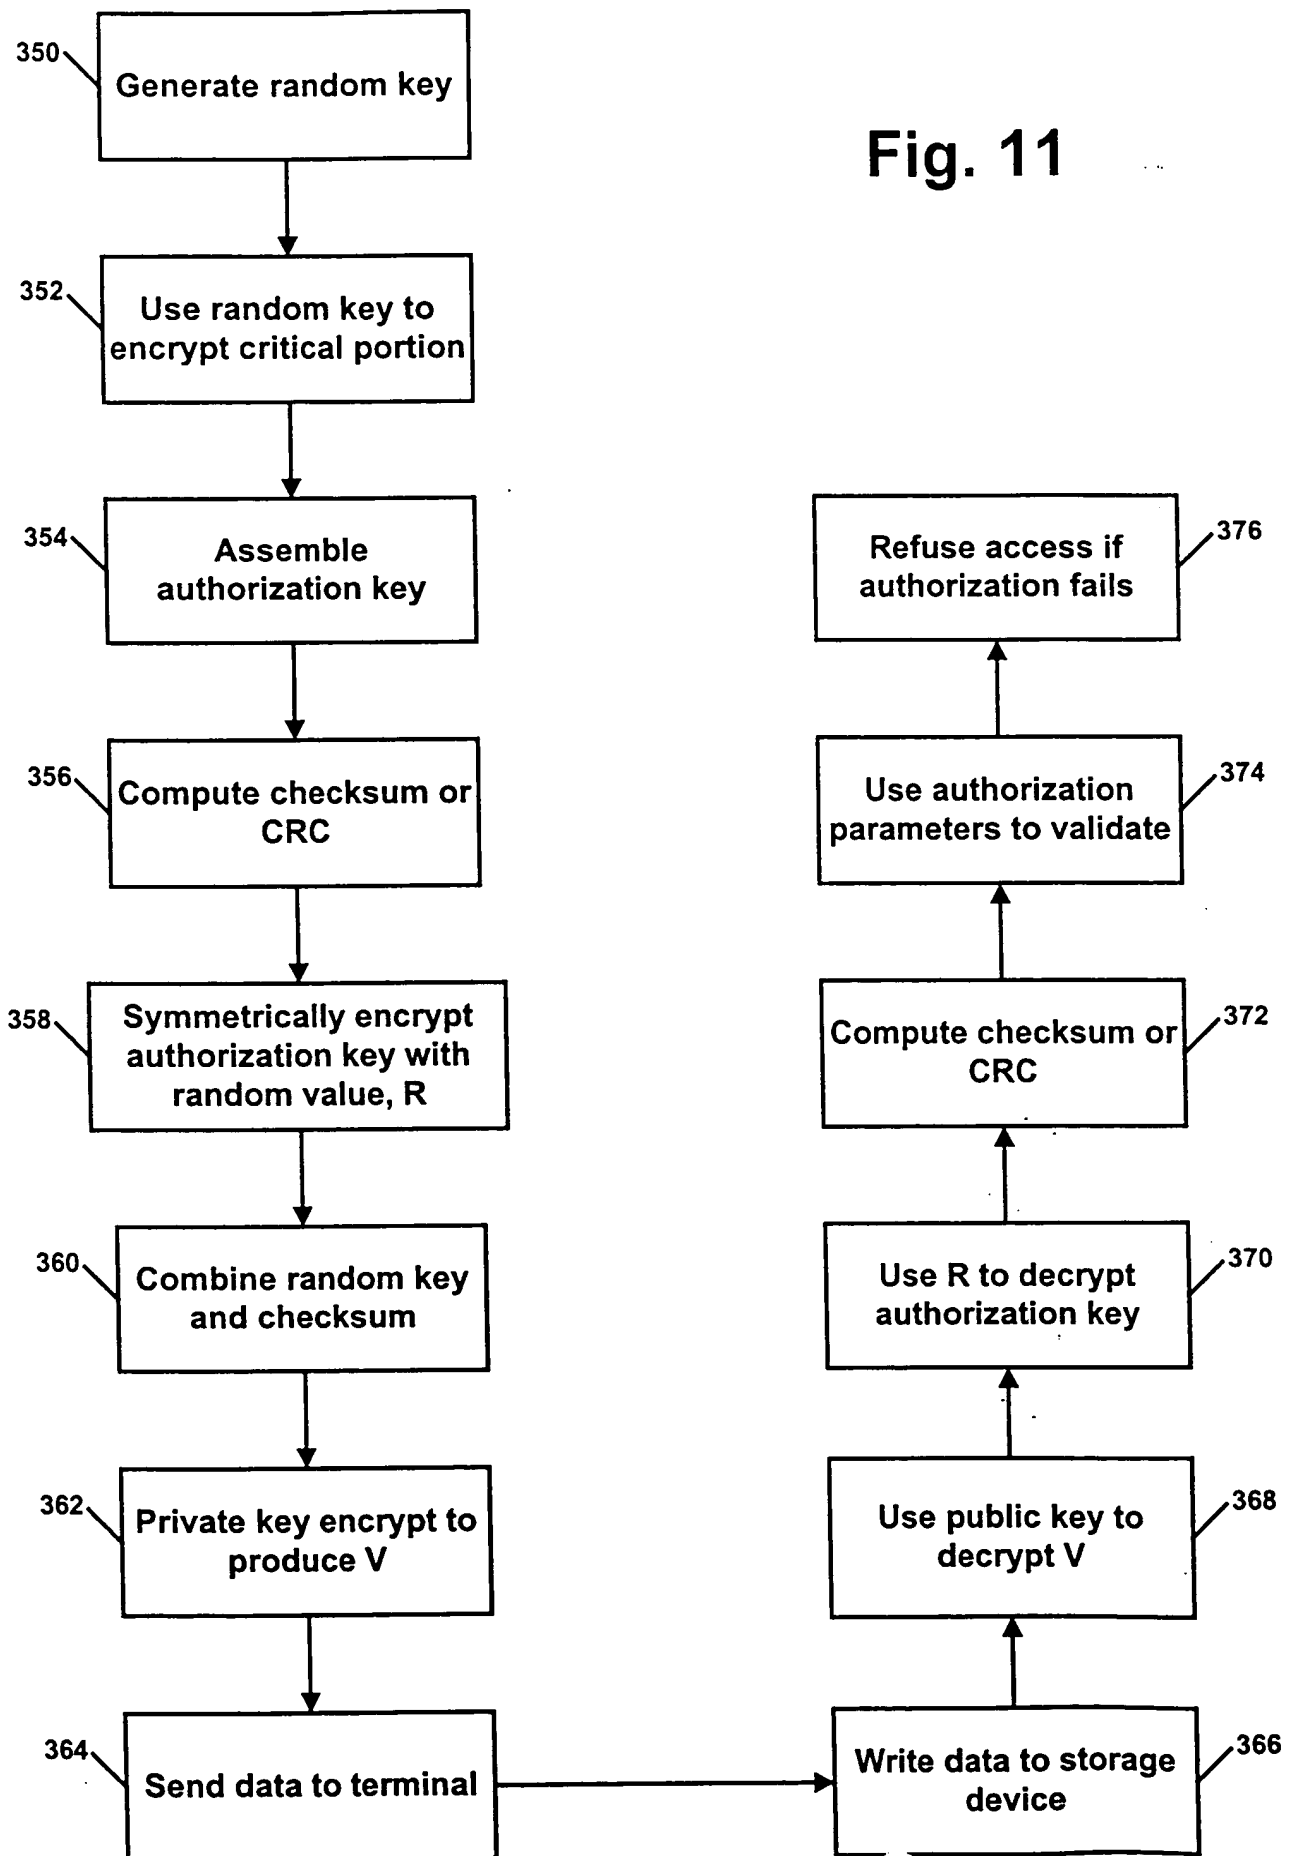 350
Generate random key
Fig. 11
352
Use random key to
encrypt critical portion
354
Assemble
authorization key
356
Compute checksum or
CRC
358
Symmetrically encrypt
authorization key with
random value, R
360
Combine random key
and checksum
362
Private key encrypt to
produce V
364
Send data to terminal
366
Write data to storage
device
368
Use public key to
decrypt V
370
Use R to decrypt
authorization key
372
Compute checksum or
CRC
374
Use authorization
parameters to validate
376
Refuse access if
authorization fails